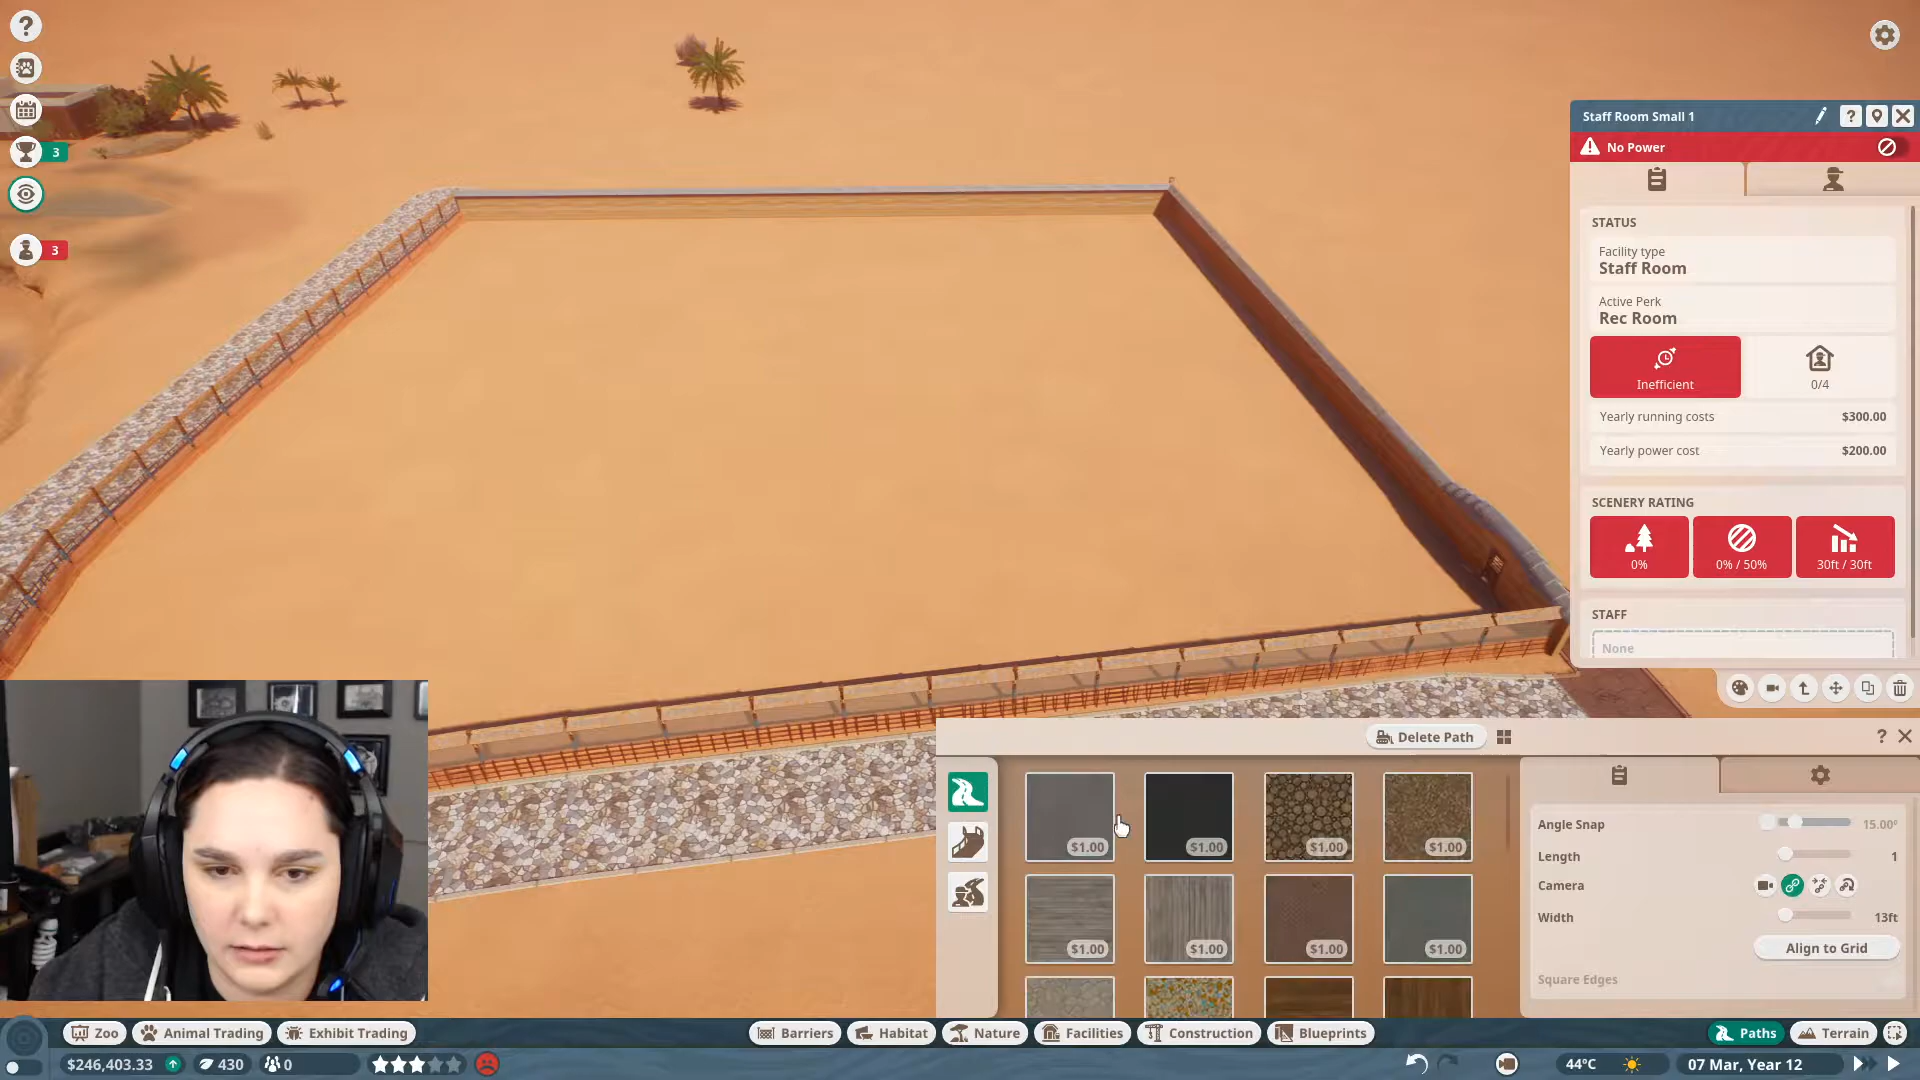 3
3
Staff Room Small 1
?
No Power
STATUS
Facility type
Staff Room
Active Perk
Rec Room
Inefficient
0/4
Yearly running costs $300.00
Yearly power cost $200.00
SCENERY RATING
0% 0% / 50% 30ft / 30ft
STAFF
None
Delete Path
?
$1.00 $1.00 $1.00 $1.00
$1.00 $1.00 $1.00 $1.00
Angle Snap 15.00°
Length 1
Camera
Width 13ft
Align to Grid
Square Edges
Zoo Animal Trading Exhibit Trading Barriers Habitat Nature Facilities Construction Blueprints Paths Terrain
$246,403.33 430 0 44°C 07 Mar, Year 12